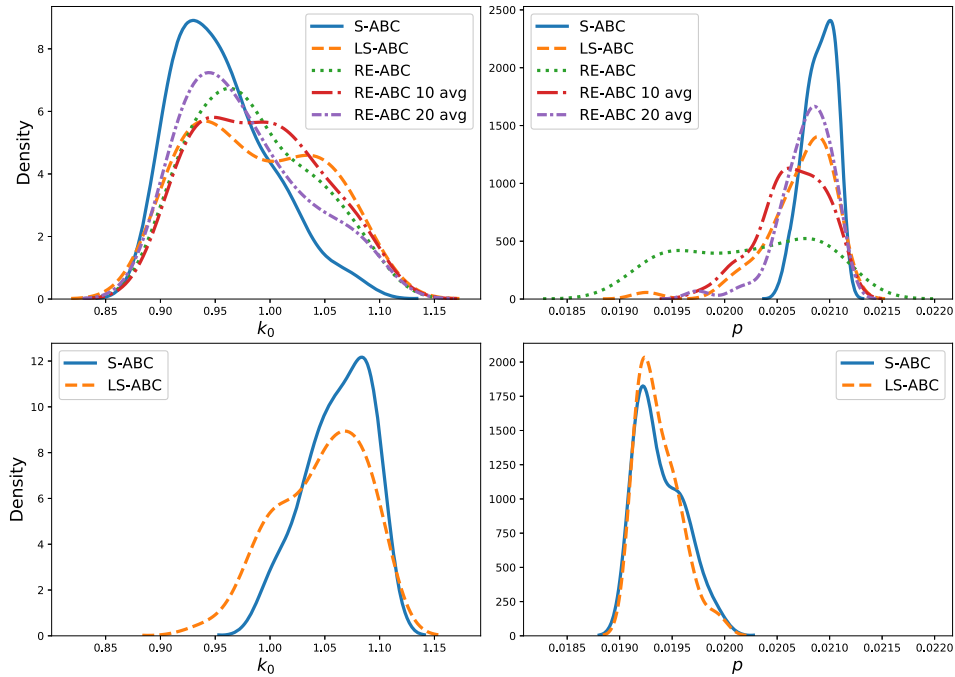 Density
8
6
4
2
0
S-ABC
LS-ABC
RE-ABC
RE-ABC 10 avg
RE-ABC 20 avg
0.85 0.90 0.95 1.00 1.05 1.10 1.15
k0
2500
2000
1500
1000
500
0
S-ABC
LS-ABC
RE-ABC
RE-ABC 10 avg
RE-ABC 20 avg
0.0185 0.0190 0.0195 0.0200 0.0205 0.0210 0.0215 0.0220
p
Density
12
10
8
6
4
2
0
S-ABC
LS-ABC
0.85 0.90 0.95 1.00 1.05 1.10 1.15
k0
2000
1750
1500
1250
1000
750
500
250
0
S-ABC
LS-ABC
0.0185 0.0190 0.0195 0.0200 0.0205 0.0210 0.0215 0.0220
p